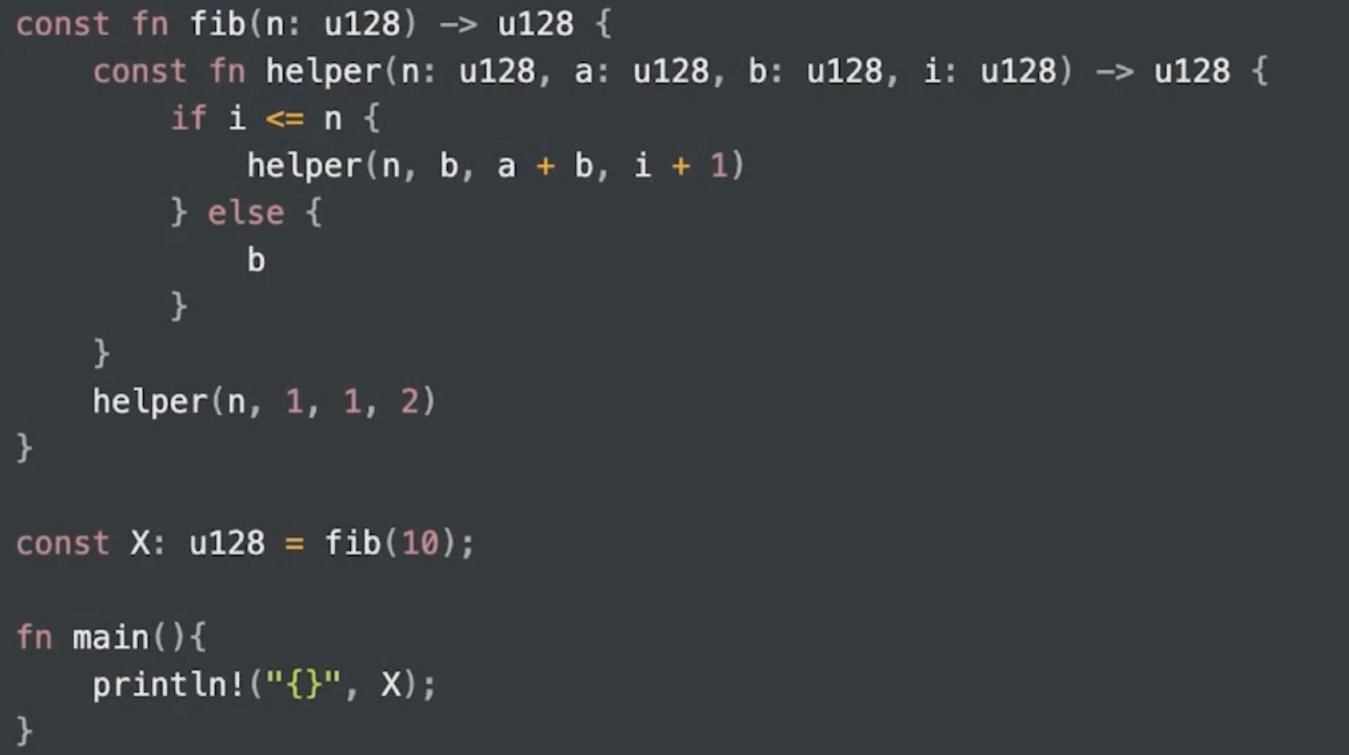 const fn fib(n: u128) -> u128 {
    const fn helper(n: u128, a: u128, b: u128, i: u128) -> u128 {
        if i <= n {
            helper(n, b, a + b, i + 1)
        } else {
            b
        }
    }
    helper(n, 1, 1, 2)
}

const X: u128 = fib(10);

fn main(){
    println!("{}", X);
}